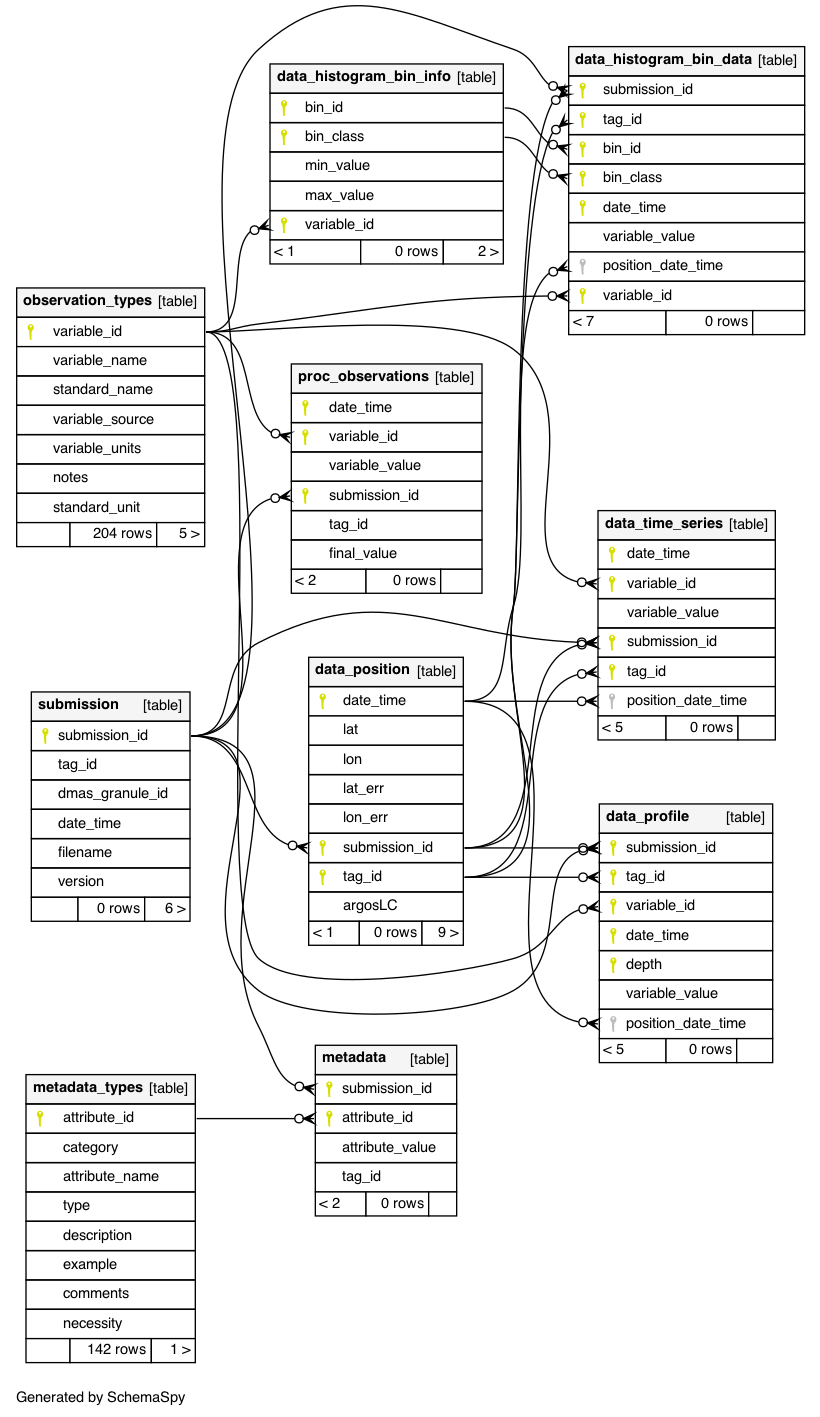 data_histogram_bin_info [table]
bin_id
bin_class
min_value
max_value
variable_id
< 1 0 rows 2 >
data_histogram_bin_data [table]
submission_id
tag_id
bin_id
bin_class
date_time
variable_value
position_date_time
variable_id
< 7 0 rows
observation_types [table]
variable_id
variable_name
standard_name
variable_source
variable_units
notes
standard_unit
204 rows 5 >
proc_observations [table]
date_time
variable_id
variable_value
submission_id
tag_id
final_value
< 2 0 rows
data_time_series [table]
date_time
variable_id
variable_value
submission_id
tag_id
position_date_time
< 5 0 rows
submission [table]
submission_id
tag_id
dmas_granule_id
date_time
filename
version
0 rows 6 >
data_position [table]
date_time
lat
lon
lat_err
lon_err
submission_id
tag_id
argosLC
< 1 0 rows 9 >
data_profile [table]
submission_id
tag_id
variable_id
date_time
depth
variable_value
position_date_time
< 5 0 rows
metadata [table]
submission_id
attribute_id
attribute_value
tag_id
< 2 0 rows
metadata_types [table]
attribute_id
category
attribute_name
type
description
example
comments
necessity
142 rows 1 >
Generated by SchemaSpy